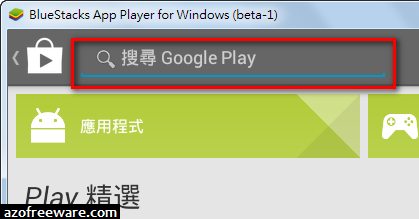 BlueStacks App Player for Windows (beta-1)
搜尋 Google Play
應用程式
Play 精選
azofreeware.com